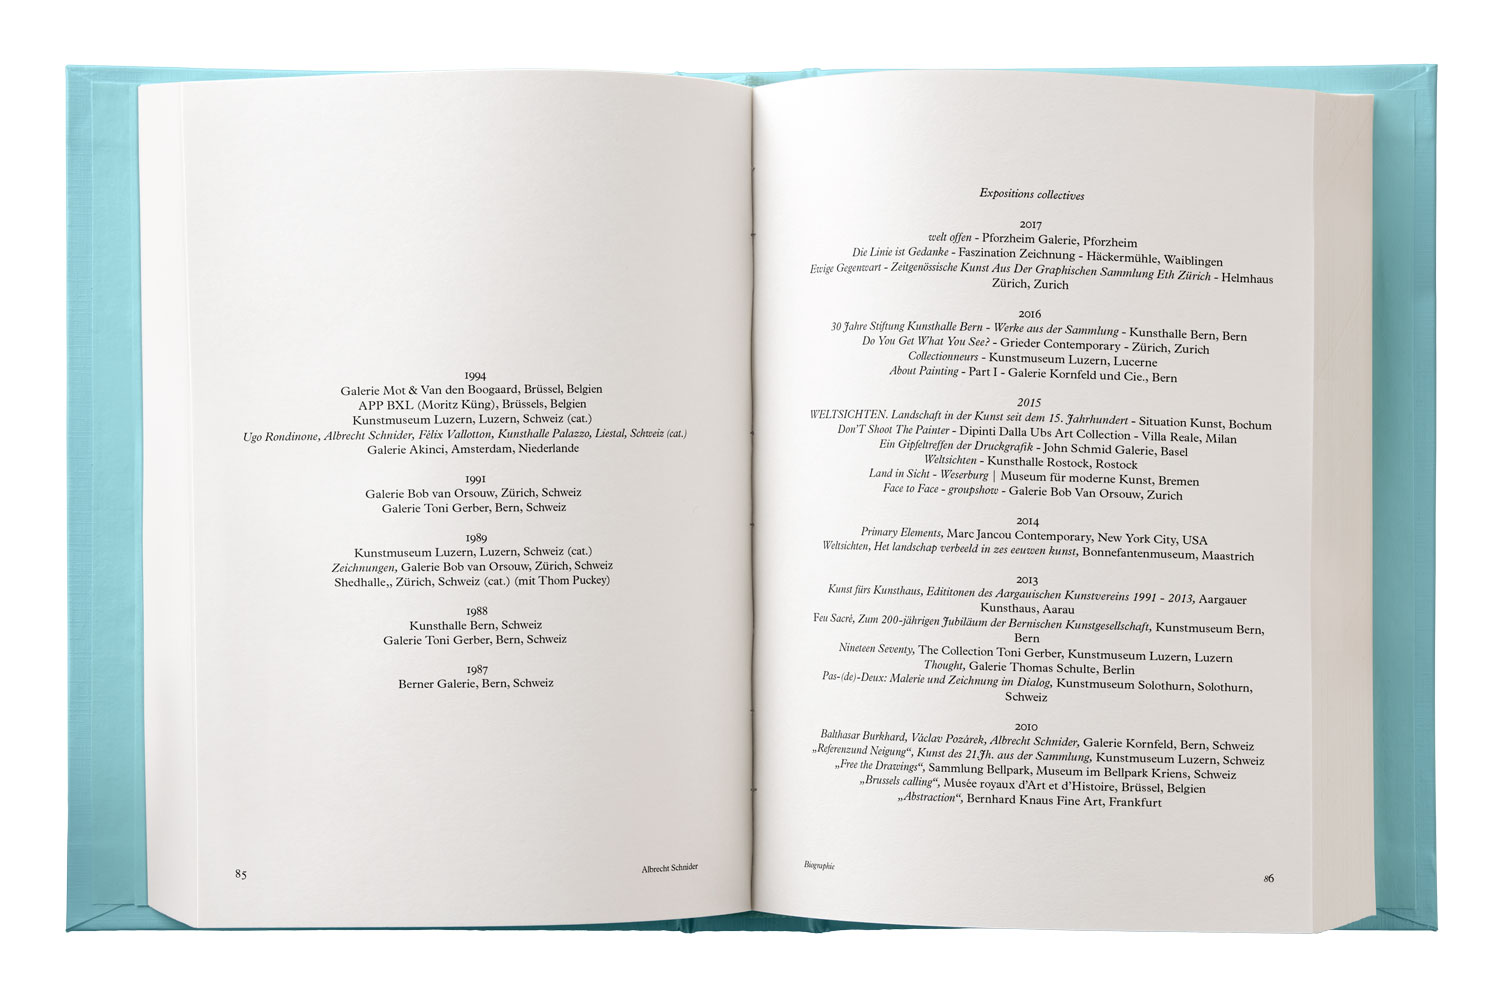 1994
Galerie Mot & Van den Boogaard, Brüssel, Belgien
APP BXL (Moritz Küng), Brüssels, Belgien
Kunstmuseum Luzern, Luzern, Schweiz (cat.)
Ugo Rondinone, Albrecht Schnider, Félix Vallotton, Kunsthalle Palazzo, Liestal, Schweiz (cat.)
Galerie Akinci, Amsterdam, Niederlande
1991
Galerie Bob van Orsouw, Zürich, Schweiz
Galerie Toni Gerber, Bern, Schweiz
1989
Kunstmuseum Luzern, Luzern, Schweiz (cat.)
Zeichnungen, Galerie Bob van Orsouw, Zürich, Schweiz
Shedhalle,, Zürich, Schweiz (cat.) (mit Thom Puckey)
1988
Kunsthalle Bern, Schweiz
Galerie Toni Gerber, Bern, Schweiz
1987
Berner Galerie, Bern, Schweiz
85
Albrecht Schnider
Expositions collectives
2017
welt offen - Pforzheim Galerie, Pforzheim
Die Linie ist Gedanke - Faszination Zeichnung - Häckermühle, Waiblingen
Ewige Gegenwart - Zeitgenössische Kunst Aus Der Graphischen Sammlung Eth Zürich - Helmhaus
Zürich, Zurich
2016
30 Jahre Stiftung Kunsthalle Bern - Werke aus der Sammlung - Kunsthalle Bern, Bern
Do You Get What You See? - Grieder Contemporary - Zürich, Zurich
Collectionneurs - Kunstmuseum Luzern, Lucerne
About Painting - Part I - Galerie Kornfeld und Cie., Bern
2015
WELTSICHTEN. Landschaft in der Kunst seit dem 15. Jahrhundert - Situation Kunst, Bochum
Don'T Shoot The Painter - Dipinti Dalla Ubs Art Collection - Villa Reale, Milan
Ein Gipfeltreffen der Druckgrafik - John Schmid Galerie, Basel
Weltsichten - Kunsthalle Rostock, Rostock
Land in Sicht - Weserburg | Museum für moderne Kunst, Bremen
Face to Face - groupshow - Galerie Bob Van Orsouw, Zurich
2014
Primary Elements, Marc Jancou Contemporary, New York City, USA
Weltsichten, Het landschap verbeeld in zes eeuwen kunst, Bonnefantenmuseum, Maastrich
2013
Kunst fürs Kunsthaus, Edititonen des Aargauischen Kunstvereins 1991 - 2013, Aargauer
Kunsthaus, Aarau
Feu Sacré, Zum 200-jährigen Jubiläum der Bernischen Kunstgesellschaft, Kunstmuseum Bern,
Bern
Nineteen Seventy, The Collection Toni Gerber, Kunstmuseum Luzern, Luzern
Thought, Galerie Thomas Schulte, Berlin
Pas-(de)-Deux: Malerie und Zeichnung im Dialog, Kunstmuseum Solothurn, Solothurn,
Schweiz
2010
Balthasar Burkhard, Václav Pozárek, Albrecht Schnider, Galerie Kornfeld, Bern, Schweiz
„Referenzund Neigung“, Kunst des 21.Jh. aus der Sammlung, Kunstmuseum Luzern, Schweiz
„Free the Drawings“, Sammlung Bellpark, Museum im Bellpark Kriens, Schweiz
„Brussels calling“, Musée royaux d'Art et d'Histoire, Brüssel, Belgien
„Abstraction“, Bernhard Knaus Fine Art, Frankfurt
Biographie
86